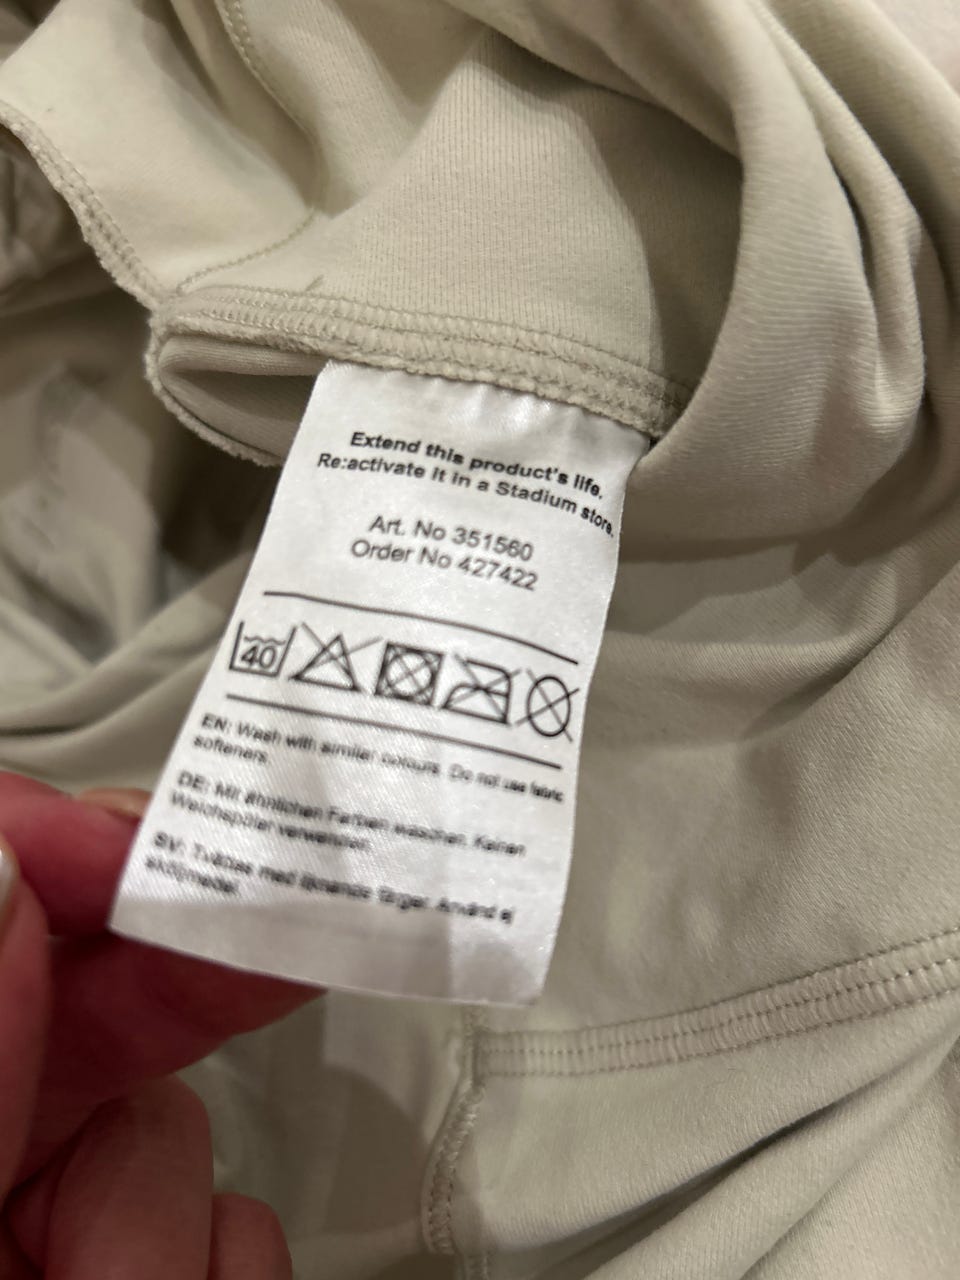 Extend this product's life.
Re:activate it in a Stadium store.
Art. No 351560
Order No 427422
40
EN: Wash with similar colours. Do not use fabric
softeners.
DE: Mit ähnlichen Farben waschen. Keinen
Weichspüler verwenden.
SV: Tvättas med liknande färger. Använd ej
sköljmedel.